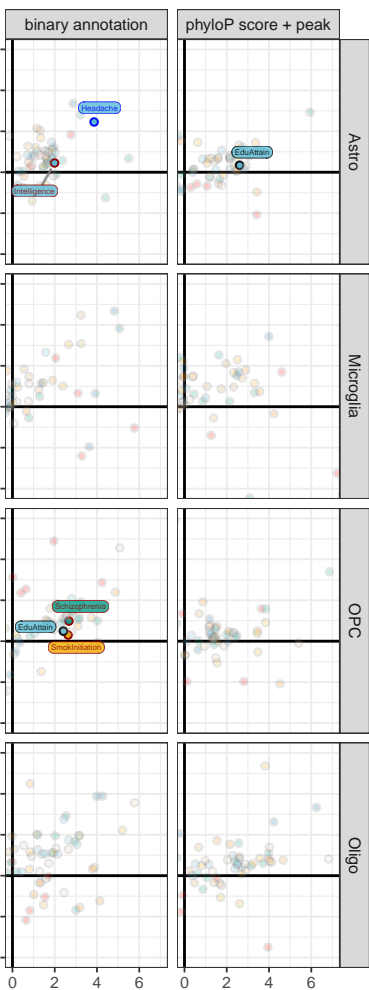 binary annotation phyloP score + peak
Headache
Intelligence
EduAttain
Astro
Microglia
Schizophrenia
EduAttain
SmokInitiation
OPC
Oligo
0 2 4 6 0 2 4 6